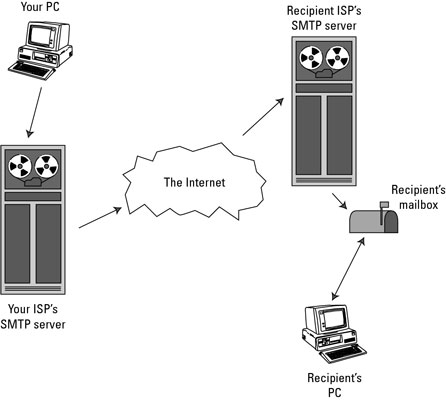 Your PC
Recipient ISP's
SMTP server
The Internet
Recipient's
mailbox
Your ISP's
SMTP server
Recipient's
PC